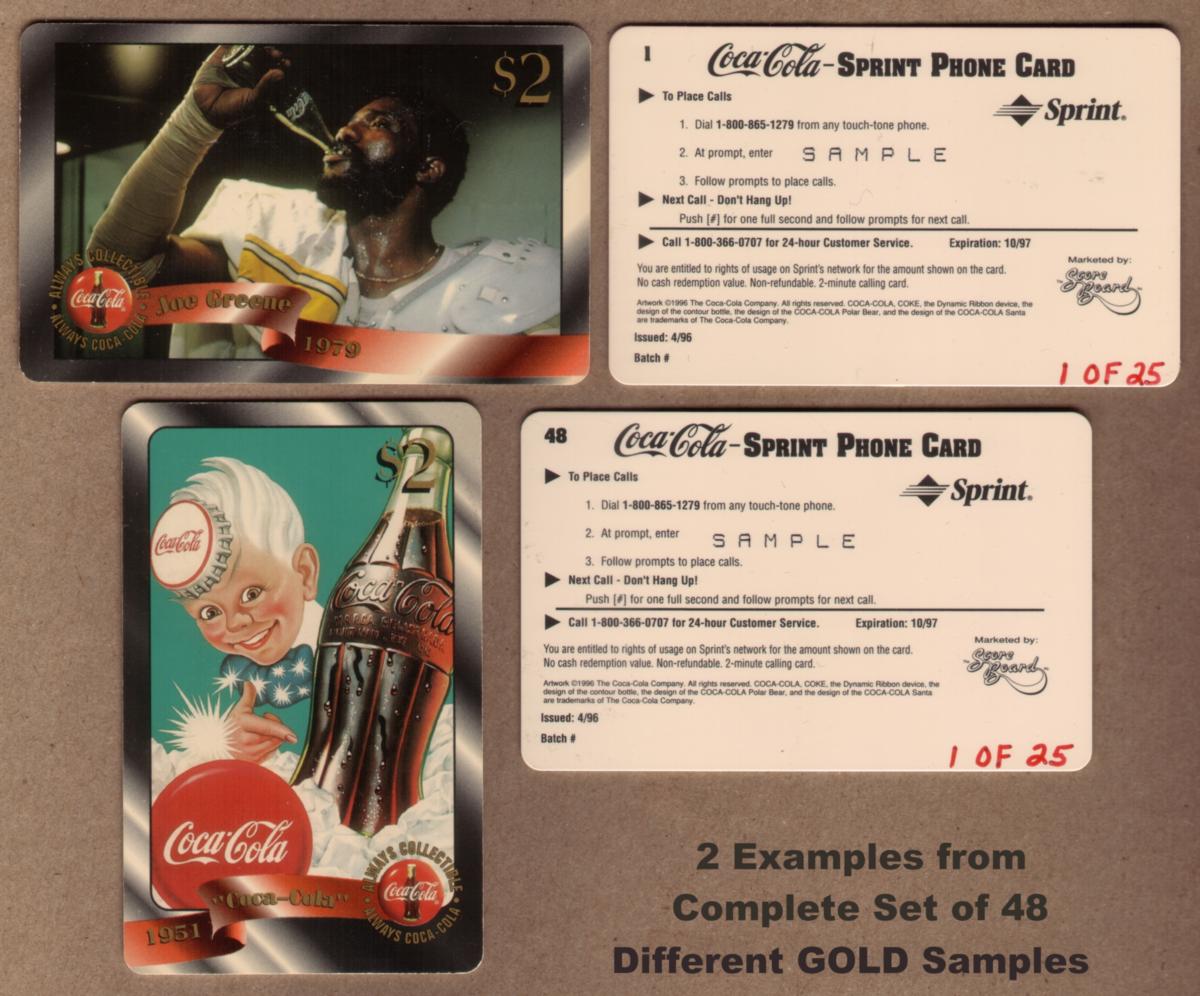 $2
Coca-Cola
ALWAYS COLLECTIBLE
Coca-Cola
• ALWAYS COCA-COLA •
Joe Greene
1979
1
Coca-Cola – SPRINT PHONE CARD
▶ To Place Calls
Sprint®
1. Dial 1-800-865-1279 from any touch-tone phone.
2. At prompt, enter SAMPLE
3. Follow prompts to place calls.
▶ Next Call - Don't Hang Up!
Push [#] for one full second and follow prompts for next call.
▶ Call 1-800-366-0707 for 24-hour Customer Service. Expiration: 10/97
You are entitled to rights of usage on Sprint's network for the amount shown on the card.
No cash redemption value. Non-refundable. 2-minute calling card.
Marketed by:
Score Board™
Artwork ©1996 The Coca-Cola Company. All rights reserved. COCA-COLA, COKE, the Dynamic Ribbon device, the
design of the contour bottle, the design of the COCA-COLA Polar Bear, and the design of the COCA-COLA Santa
are trademarks of The Coca-Cola Company.
Issued: 4/96
Batch #
1 OF 25
$2
Coca-Cola
Coca-Cola
Coca-Cola
ALWAYS COLLECTIBLE
Coca-Cola
• ALWAYS COCA-COLA •
"Coca-Cola"
1951
48
Coca-Cola – SPRINT PHONE CARD
▶ To Place Calls
Sprint®
1. Dial 1-800-865-1279 from any touch-tone phone.
2. At prompt, enter SAMPLE
3. Follow prompts to place calls.
▶ Next Call - Don't Hang Up!
Push [#] for one full second and follow prompts for next call.
▶ Call 1-800-366-0707 for 24-hour Customer Service. Expiration: 10/97
You are entitled to rights of usage on Sprint's network for the amount shown on the card.
No cash redemption value. Non-refundable. 2-minute calling card.
Marketed by:
Score Board™
Artwork ©1996 The Coca-Cola Company. All rights reserved. COCA-COLA, COKE, the Dynamic Ribbon device, the
design of the contour bottle, the design of the COCA-COLA Polar Bear, and the design of the COCA-COLA Santa
are trademarks of The Coca-Cola Company.
Issued: 4/96
Batch #
1 OF 25
2 Examples from
Complete Set of 48
Different GOLD Samples